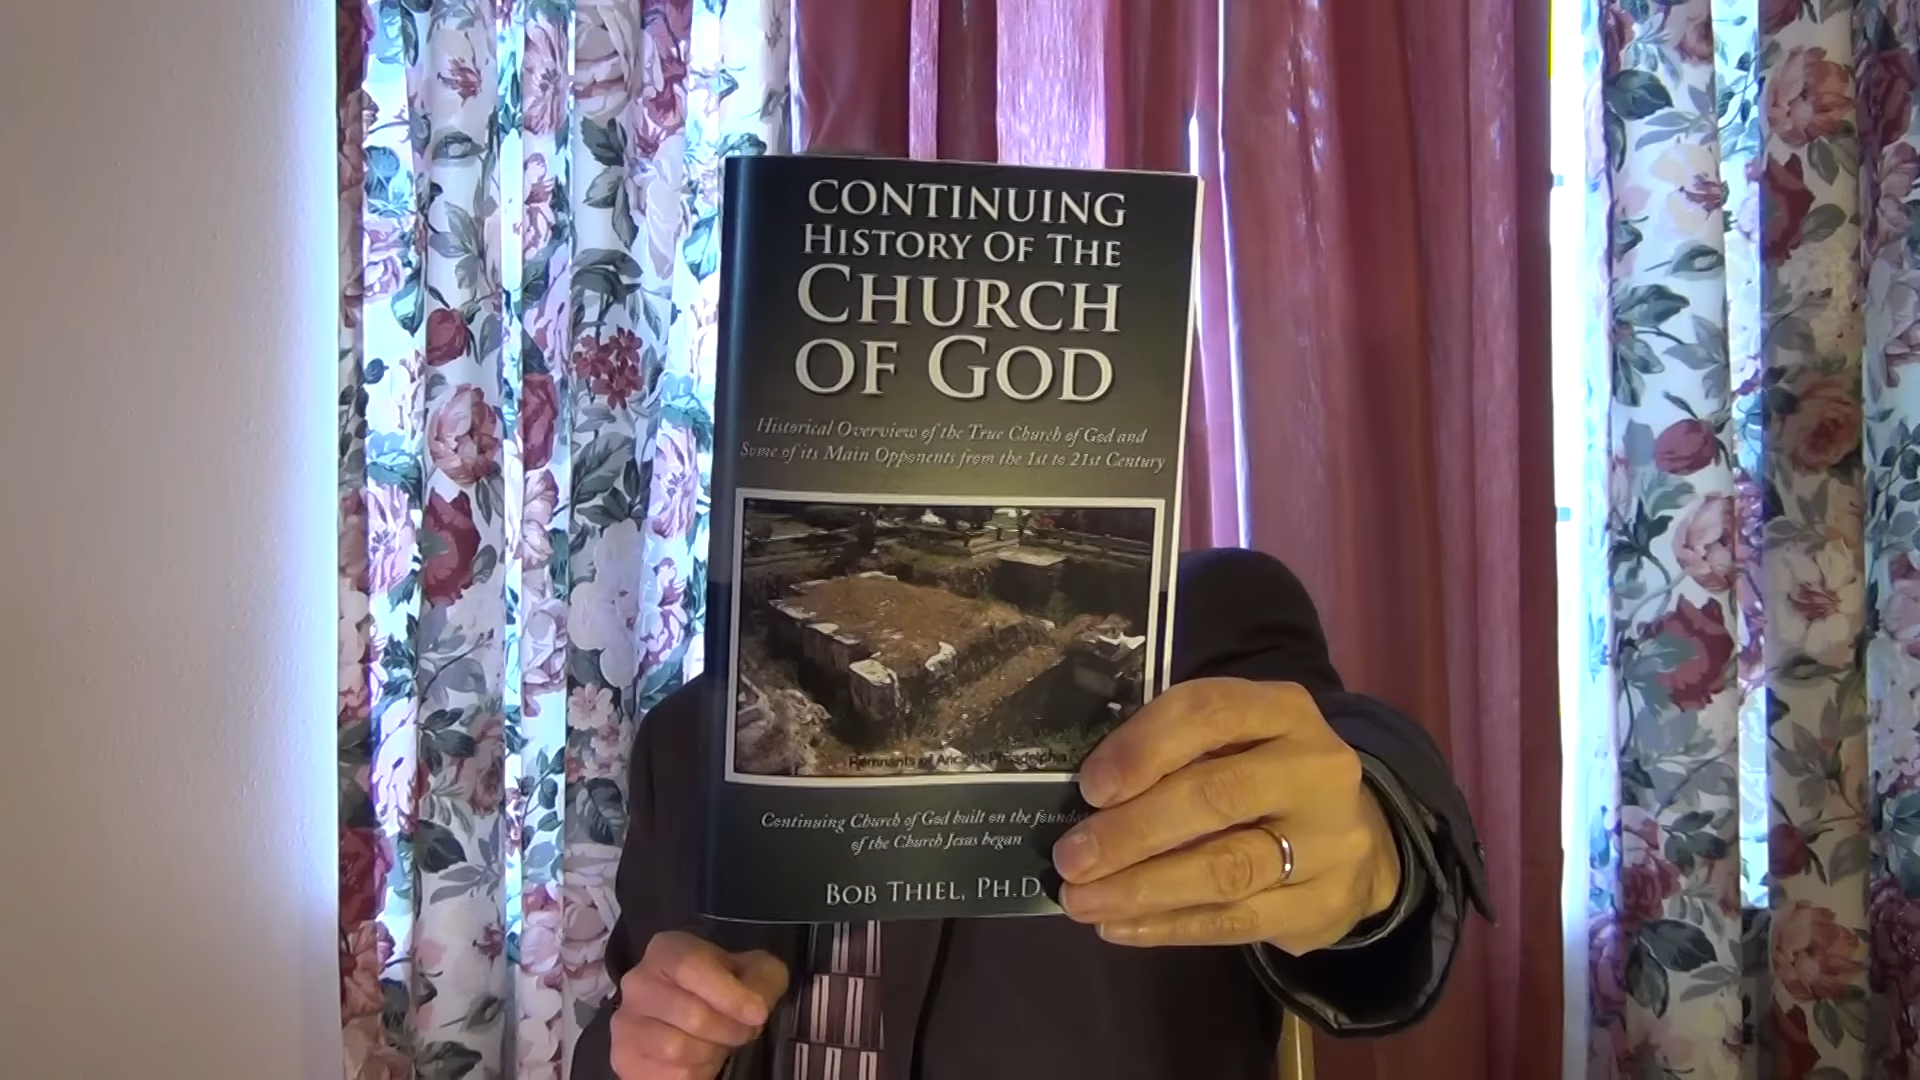 CONTINUING
HISTORY OF THE
CHURCH
OF GOD
Historical Overview of the True Church of God and
Some of its Main Opponents from the 1st to 21st Century
Remnants of Ancient Philadelphia
Continuing Church of God built on the
of the Church Jesus began
BOB THIEL, PH.D.